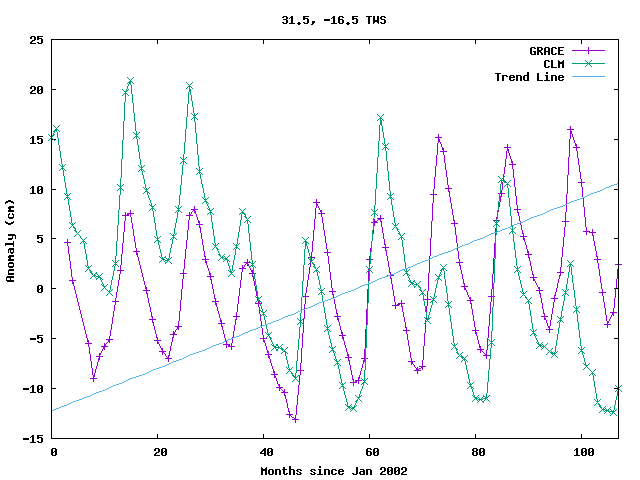 31.5, -16.5 TWS
GRACE
CLM
Trend Line
25
20
15
10
5
0
-5
-10
-15
Anomaly (cm)
0 20 40 60 80 100
Months since Jan 2002